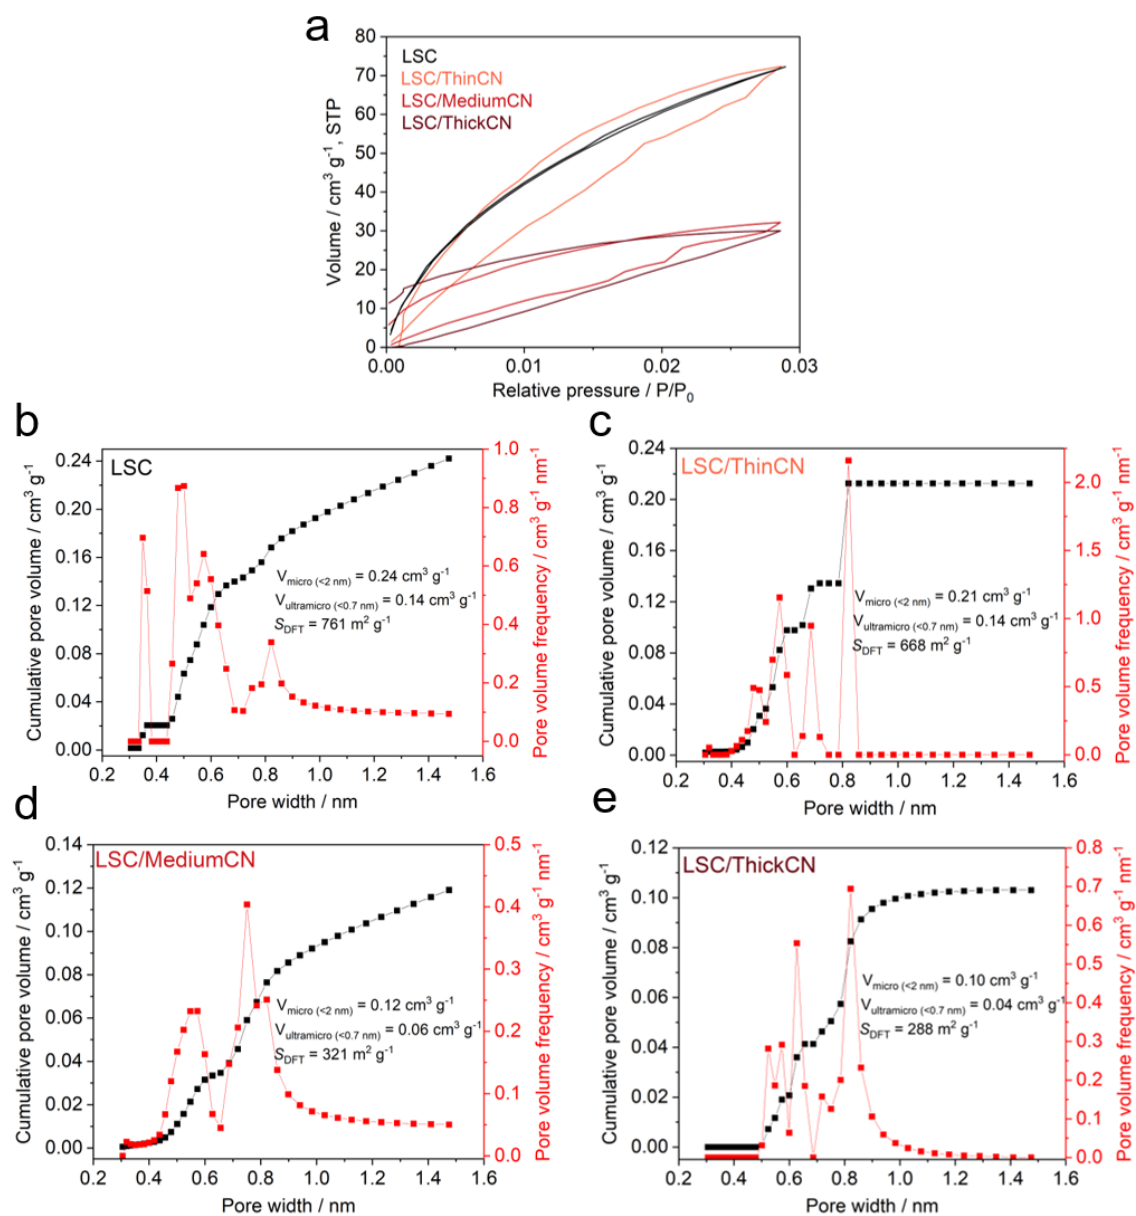 a
80
70
60
50
40
30
20
10
0
Volume / cm³ g⁻¹, STP
LSC
LSC/ThinCN
LSC/MediumCN
LSC/ThickCN
0.00 0.01 0.02 0.03
Relative pressure / P/P₀
b
0.24
0.20
0.16
0.12
0.08
0.04
0.00
Cumulative pore volume / cm³ g⁻¹
LSC
V micro (<2 nm) = 0.24 cm³ g⁻¹
V ultramicro (<0.7 nm) = 0.14 cm³ g⁻¹
S DFT = 761 m² g⁻¹
1.0
0.8
0.6
0.4
0.2
0.0
Pore volume frequency / cm³ g⁻¹ nm⁻¹
0.2 0.4 0.6 0.8 1.0 1.2 1.4 1.6
Pore width / nm
c
0.24
0.20
0.16
0.12
0.08
0.04
0.00
Cumulative pore volume / cm³ g⁻¹
LSC/ThinCN
V micro (<2 nm) = 0.21 cm³ g⁻¹
V ultramicro (<0.7 nm) = 0.14 cm³ g⁻¹
S DFT = 668 m² g⁻¹
2.0
1.5
1.0
0.5
0.0
Pore volume frequency / cm³ g⁻¹ nm⁻¹
0.2 0.4 0.6 0.8 1.0 1.2 1.4 1.6
Pore width / nm
d
0.14
0.12
0.10
0.08
0.06
0.04
0.02
0.00
Cumulative pore volume / cm³ g⁻¹
LSC/MediumCN
V micro (<2 nm) = 0.12 cm³ g⁻¹
V ultramicro (<0.7 nm) = 0.06 cm³ g⁻¹
S DFT = 321 m² g⁻¹
0.5
0.4
0.3
0.2
0.1
0.0
Pore volume frequency / cm³ g⁻¹ nm⁻¹
0.2 0.4 0.6 0.8 1.0 1.2 1.4 1.6
Pore width / nm
e
0.12
0.10
0.08
0.06
0.04
0.02
0.00
Cumulative pore volume / cm³ g⁻¹
LSC/ThickCN
V micro (<2 nm) = 0.10 cm³ g⁻¹
V ultramicro (<0.7 nm) = 0.04 cm³ g⁻¹
S DFT = 288 m² g⁻¹
0.8
0.7
0.6
0.5
0.4
0.3
0.2
0.1
0.0
Pore volume frequency / cm³ g⁻¹ nm⁻¹
0.2 0.4 0.6 0.8 1.0 1.2 1.4 1.6
Pore width / nm